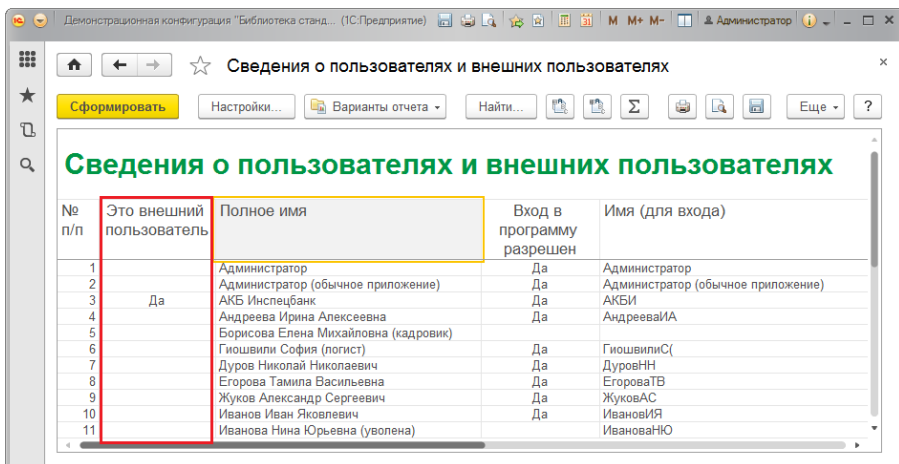 Демонстрационная конфигурация "Библиотека станд... (1С:Предприятие) M M+ M- Администратор
Сведения о пользователях и внешних пользователях
Сформировать Настройки... Варианты отчета Найти... Σ Еще ?
Сведения о пользователях и внешних пользователях
№ Это внешний Полное имя Вход в Имя (для входа)
п/п пользователь программу
разрешен
1 Администратор Да Администратор
2 Администратор (обычное приложение) Да Администратор (обычное приложение)
3 Да АКБ Инспецбанк Да АКБИ
4 Андреева Ирина Алексеевна Да АндрееваИА
5 Борисова Елена Михайловна (кадровик)
6 Гиошвили София (логист) Да ГиошвилиС(
7 Дуров Николай Николаевич Да ДуровНН
8 Егорова Тамила Васильевна Да ЕгороваТВ
9 Жуков Александр Сергеевич Да ЖуковАС
10 Иванов Иван Яковлевич Да ИвановИЯ
11 Иванова Нина Юрьевна (уволена) ИвановаНЮ